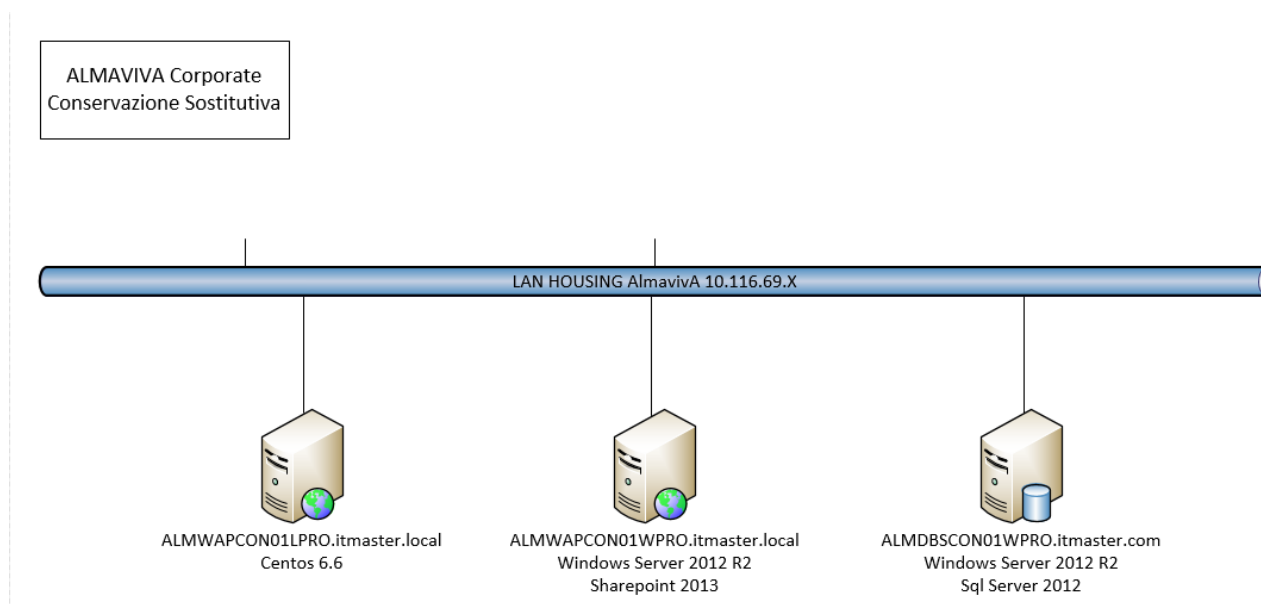 ALMAVIVA Corporate
Conservazione Sostitutiva
LAN HOUSING AlmavivA 10.116.69.X
ALMWAPCON01LPRO.itmaster.local
Centos 6.6
ALMWAPCON01WPRO.itmaster.local
Windows Server 2012 R2
Sharepoint 2013
ALMDBSCON01WPRO.itmaster.com
Windows Server 2012 R2
Sql Server 2012